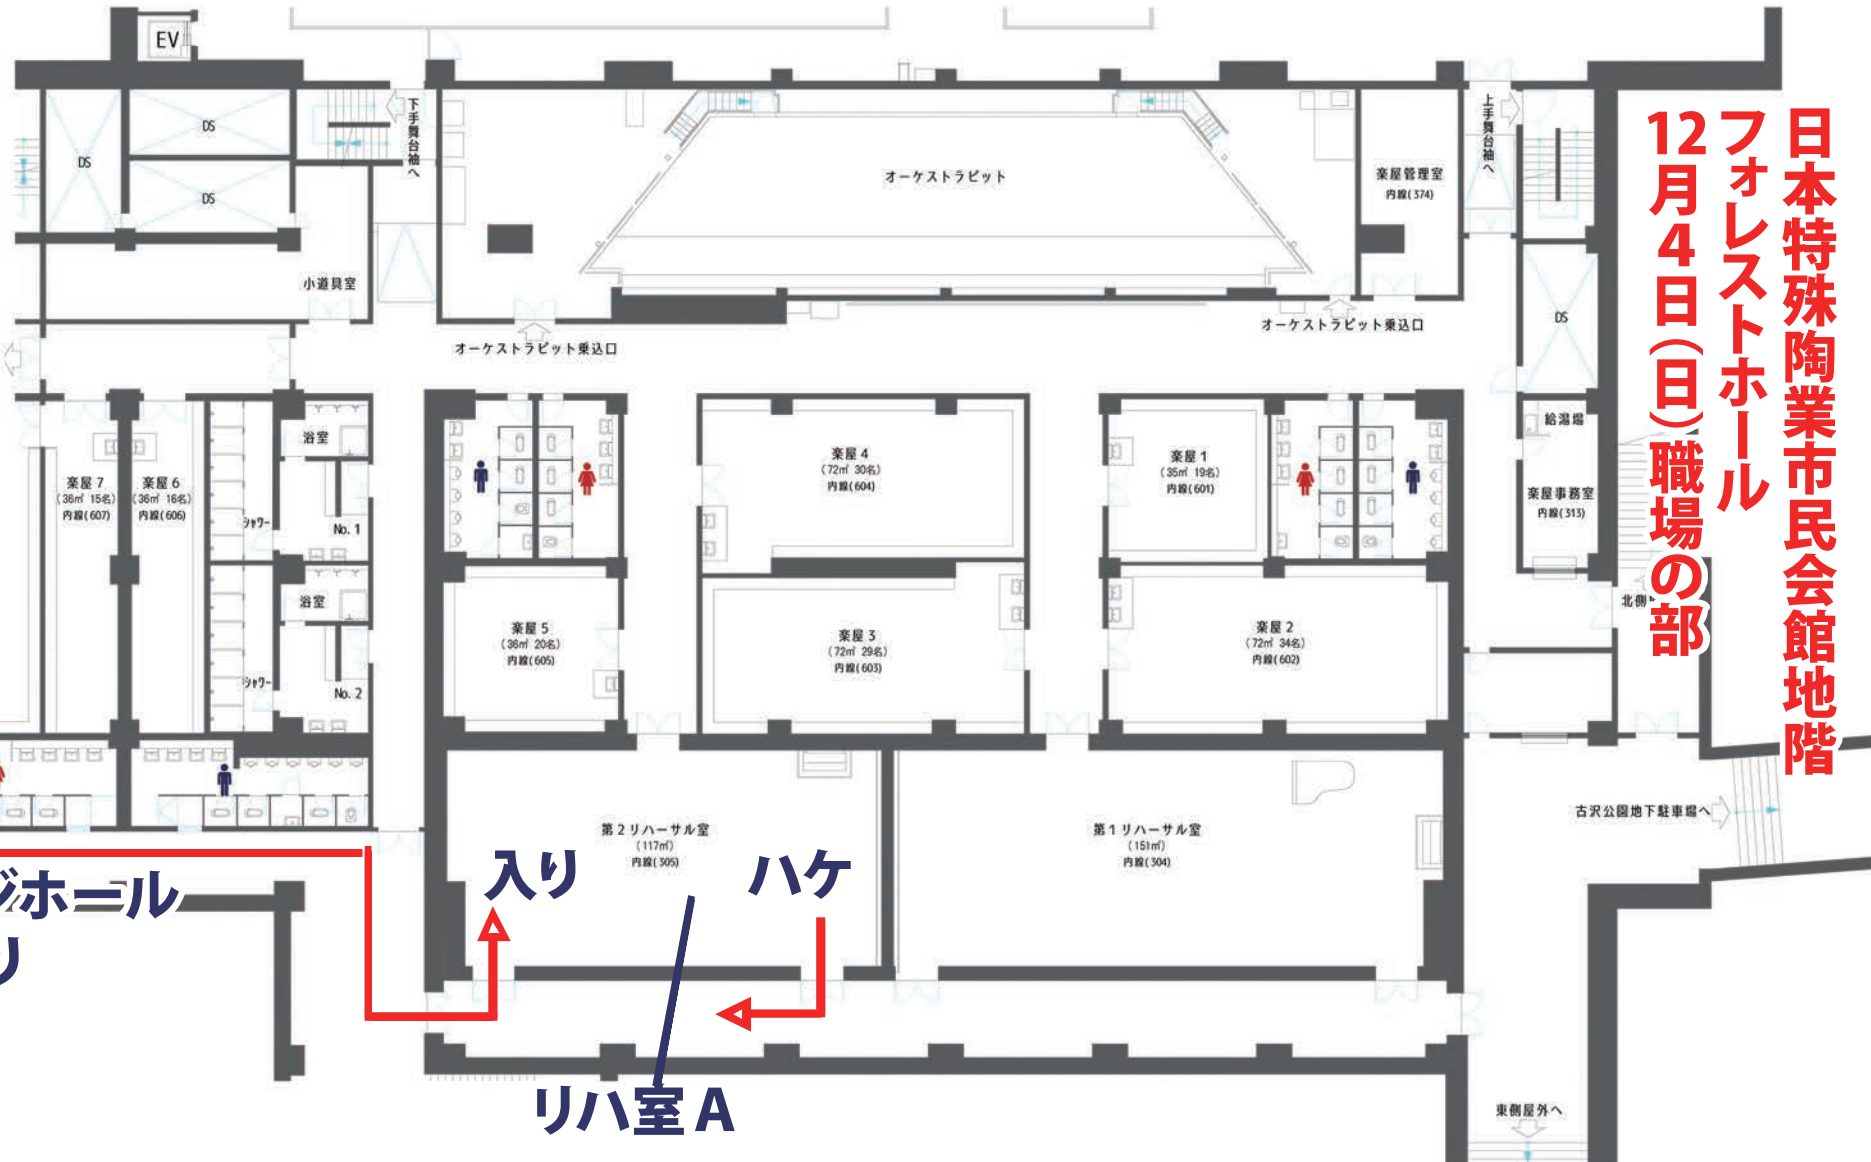 日本特殊陶業市民会館地階
フォレストホール
12月4日(日)職場の部
EV
DS
DS
DS
下手舞台袖へ
オーケストラピット
楽屋管理室
内線(374)
上手舞台袖へ
小道具室
オーケストラピット乗込口
オーケストラピット乗込口
DS
給湯場
楽屋事務室
内線(313)
北側
楽屋7
(36㎡ 15名)
内線(607)
楽屋6
(36㎡ 16名)
内線(606)
シャワー
浴室
No. 1
シャワー
浴室
No. 2
楽屋4
(72㎡ 30名)
内線(604)
楽屋1
(35㎡ 19名)
内線(601)
楽屋5
(36㎡ 20名)
内線(605)
楽屋3
(72㎡ 29名)
内線(603)
楽屋2
(72㎡ 34名)
内線(602)
第2リハーサル室
(117㎡)
内線(305)
第1リハーサル室
(151㎡)
内線(304)
古沢公園地下駐車場へ
ジホール
り
入り
ハケ
リハ室A
東側屋外へ